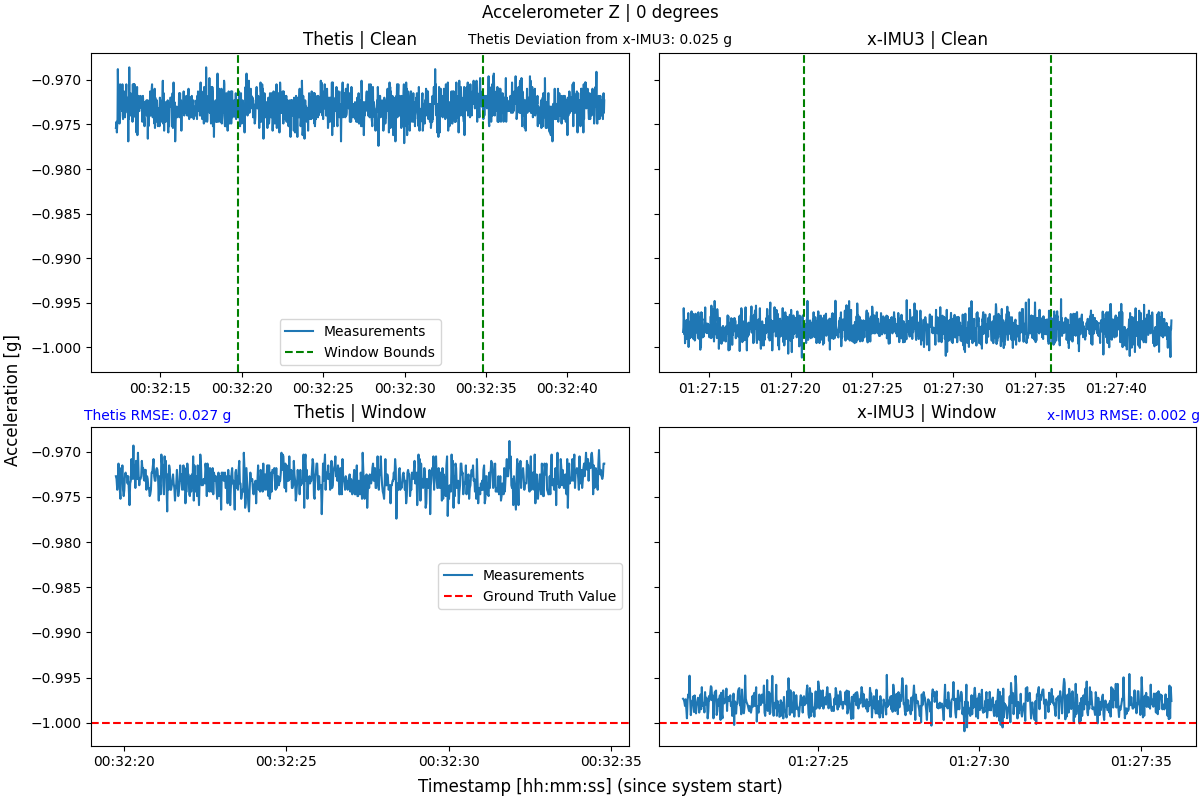 Accelerometer Z | 0 degrees
Thetis | Clean
Thetis Deviation from x-IMU3: 0.025 g
x-IMU3 | Clean
−0.970
−0.975
−0.980
−0.985
−0.990
−0.995
−1.000
Measurements
Window Bounds
00:32:15 00:32:20 00:32:25 00:32:30 00:32:35 00:32:40
01:27:15 01:27:20 01:27:25 01:27:30 01:27:35 01:27:40
Acceleration [g]
Thetis RMSE: 0.027 g
Thetis | Window
x-IMU3 | Window
x-IMU3 RMSE: 0.002 g
−0.970
−0.975
−0.980
−0.985
−0.990
−0.995
−1.000
Measurements
Ground Truth Value
00:32:20 00:32:25 00:32:30 00:32:35
01:27:25 01:27:30 01:27:35
Timestamp [hh:mm:ss] (since system start)